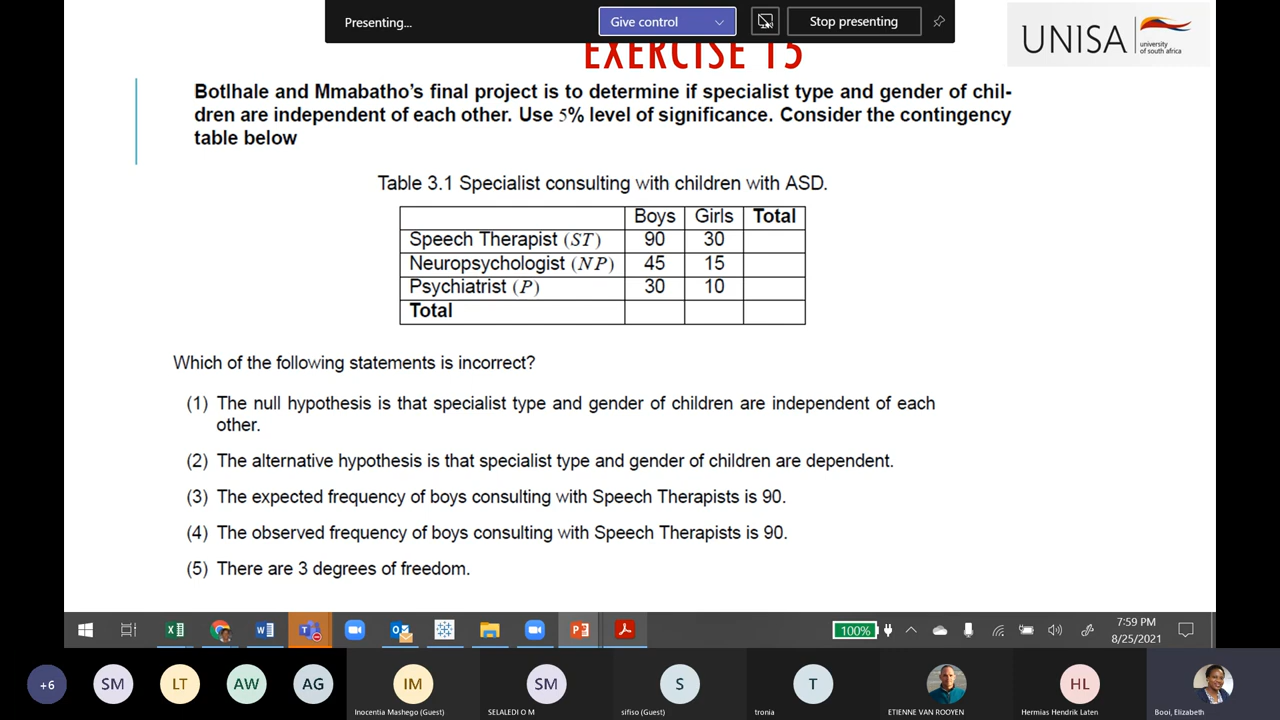 Presenting...
Give control
Stop presenting
EXERCISE 15
UNISA
university
of south africa
Botlhale and Mmabatho's final project is to determine if specialist type and gender of chil-
dren are independent of each other. Use 5% level of significance. Consider the contingency
table below
Table 3.1 Specialist consulting with children with ASD.
Boys Girls Total
Speech Therapist (ST) 90 30
Neuropsychologist (NP) 45 15
Psychiatrist (P) 30 10
Total
Which of the following statements is incorrect?
(1) The null hypothesis is that specialist type and gender of children are independent of each
other.
(2) The alternative hypothesis is that specialist type and gender of children are dependent.
(3) The expected frequency of boys consulting with Speech Therapists is 90.
(4) The observed frequency of boys consulting with Speech Therapists is 90.
(5) There are 3 degrees of freedom.
100%
7:59 PM
8/25/2021
+6
SM
LT
AW
AG
IM
SM
S
T
HL
Inocentia Mashego (Guest)
SELALEDI O M
sifiso (Guest)
tronia
ETIENNE VAN ROOYEN
Hermias Hendrik Laten
Booi, Elizabeth